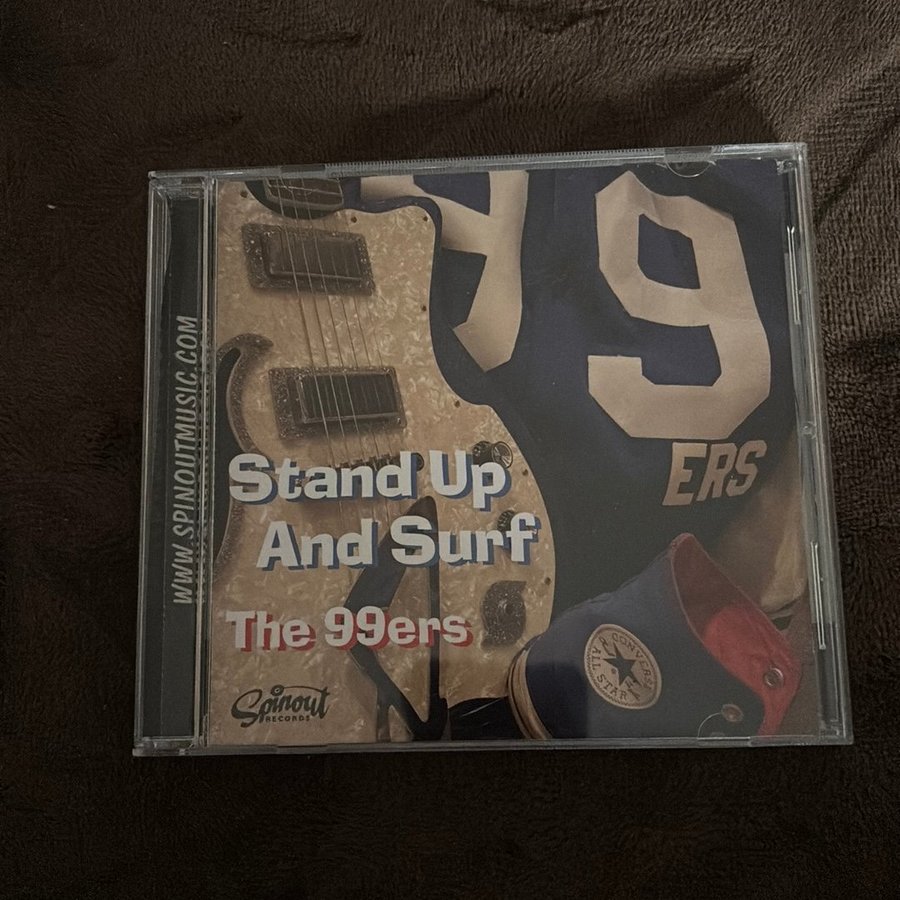 WWW.SPINOUTMUSIC.COM
99
ERS
Stand Up
And Surf
The 99ers
CONVERSE
ALL STAR
Spinout
RECORDS